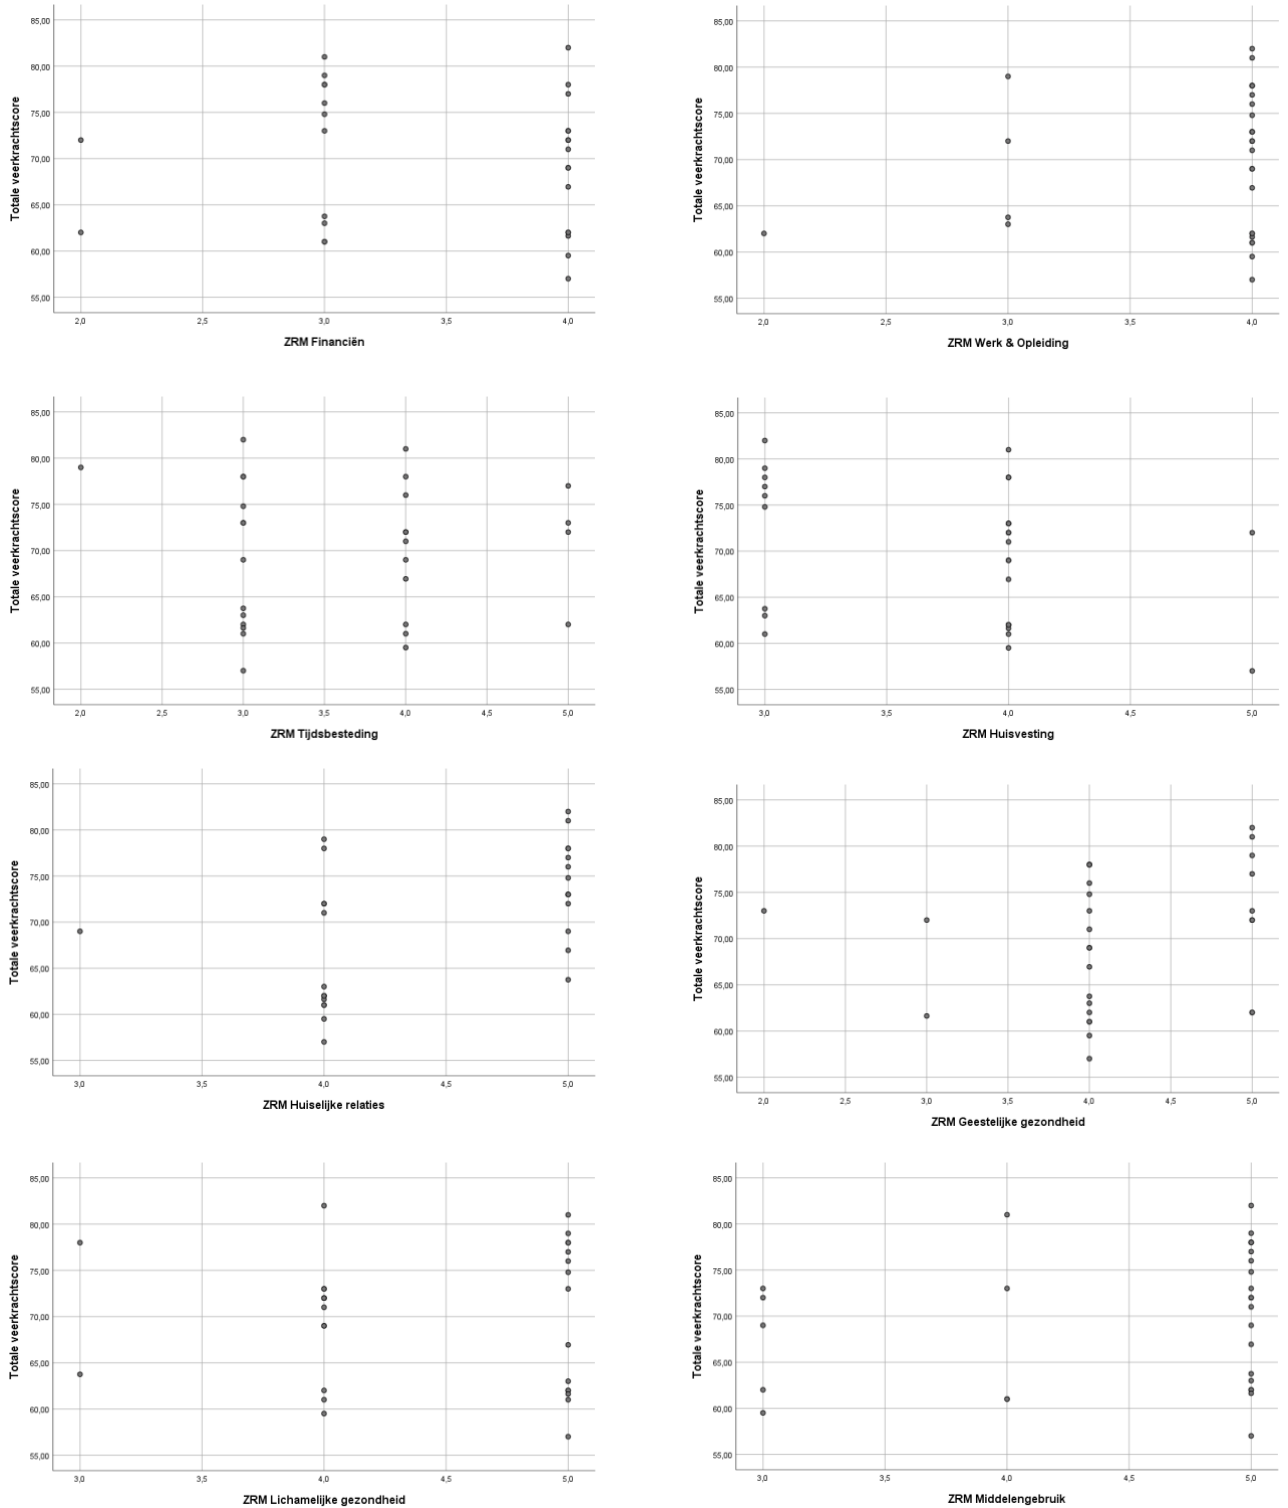 85,00
80,00
75,00
70,00
65,00
60,00
55,00
Totale veerkrachtscore
2,0 2,5 3,0 3,5 4,0
ZRM Financiën
85,00
80,00
75,00
70,00
65,00
60,00
55,00
Totale veerkrachtscore
2,0 2,5 3,0 3,5 4,0
ZRM Werk & Opleiding
85,00
80,00
75,00
70,00
65,00
60,00
55,00
Totale veerkrachtscore
2,0 2,5 3,0 3,5 4,0 4,5 5,0
ZRM Tijdsbesteding
85,00
80,00
75,00
70,00
65,00
60,00
55,00
Totale veerkrachtscore
3,0 3,5 4,0 4,5 5,0
ZRM Huisvesting
85,00
80,00
75,00
70,00
65,00
60,00
55,00
Totale veerkrachtscore
3,0 3,5 4,0 4,5 5,0
ZRM Huiselijke relaties
85,00
80,00
75,00
70,00
65,00
60,00
55,00
Totale veerkrachtscore
2,0 2,5 3,0 3,5 4,0 4,5 5,0
ZRM Geestelijke gezondheid
85,00
80,00
75,00
70,00
65,00
60,00
55,00
Totale veerkrachtscore
3,0 3,5 4,0 4,5 5,0
ZRM Lichamelijke gezondheid
85,00
80,00
75,00
70,00
65,00
60,00
55,00
Totale veerkrachtscore
3,0 3,5 4,0 4,5 5,0
ZRM Middelengebruik